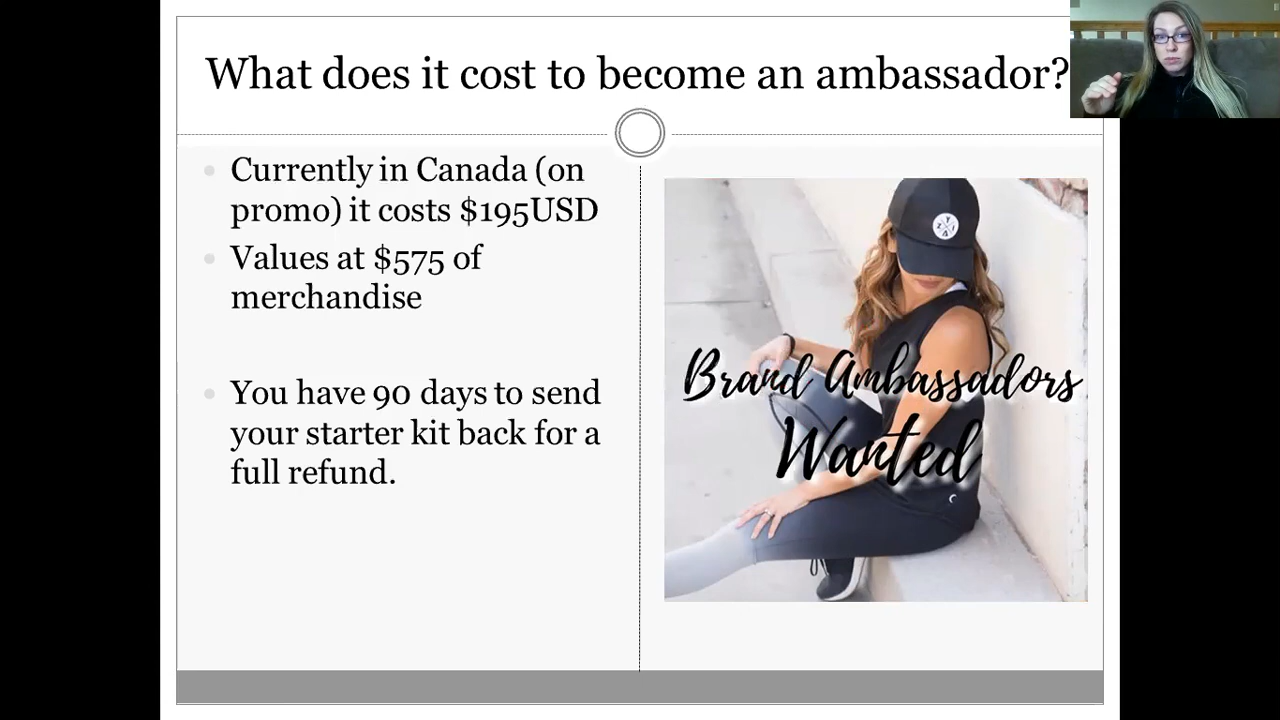 What does it cost to become an ambassador?
Currently in Canada (on
promo) it costs $195USD
Values at $575 of
merchandise
You have 90 days to send
your starter kit back for a
full refund.
Brand Ambassadors
Wanted